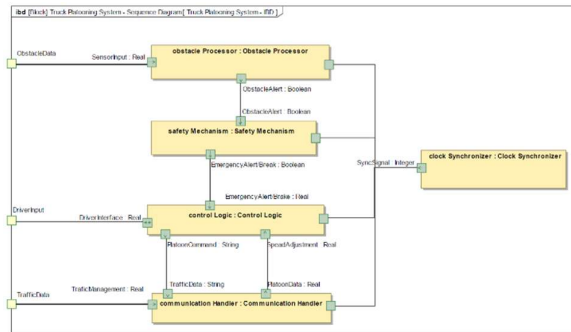 ibd [Block] Truck Platooning System - Sequence Diagram[ Truck Platooning System - IBD ]
ObstacleData
SensorInput : Real
obstacle Processor : Obstacle Processor
ObstacleAlert : Boolean
ObstacleAlert : Boolean
safety Mechanism : Safety Mechanism
EmergencyAlertBreak : Boolean
SyncSignal : Integer
clock Synchronizer : Clock Synchronizer
EmergencyAlertBrake : Real
DriverInput
DriverInterface : Real
control Logic : Control Logic
PlatoonCommand : String
SpeedAdjustment : Real
TrafficData : String
PlatoonData : Real
TrafficData
TraficManagement : Real
communication Handler : Communication Handler